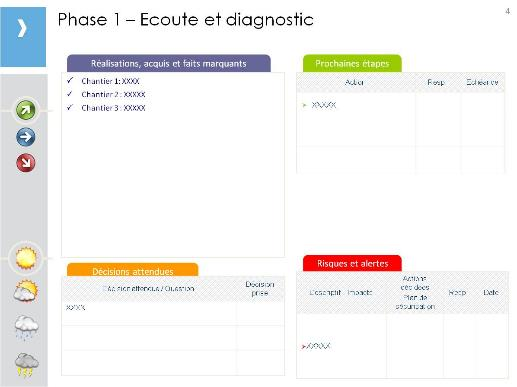 Phase 1 – Ecoute et diagnostic
4
Réalisations, acquis et faits marquants
✓ Chantier 1: XXXX
✓ Chantier 2 : XXXXX
✓ Chantier 3 : XXXXX
Prochaines étapes
Action Resp Echéance
➢ XXXXX
Décisions attendues
Décision attendue / Question Décision prise
XXXX
Risques et alertes
Descriptif - Impacts Actions décidées Plan de sécurisation Resp Date
➢XXXXX